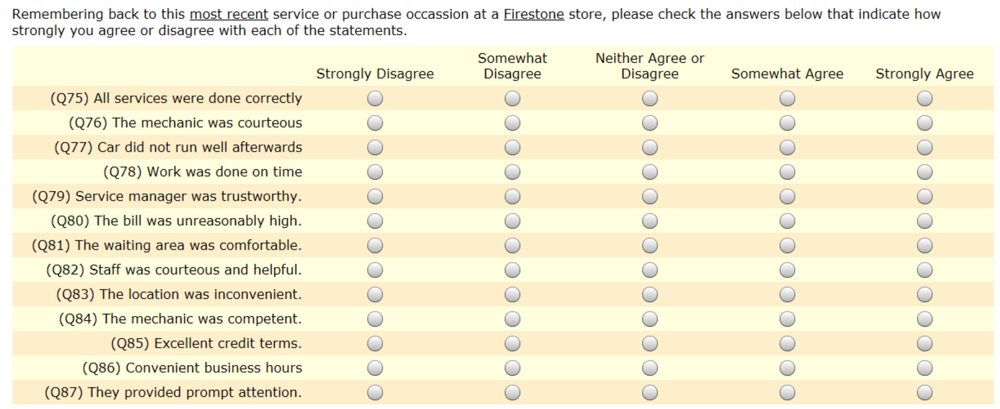 Remembering back to this most recent service or purchase occassion at a Firestone store, please check the answers below that indicate how
strongly you agree or disagree with each of the statements.
Strongly Disagree Somewhat Disagree Neither Agree or Disagree Somewhat Agree Strongly Agree
(Q75) All services were done correctly
(Q76) The mechanic was courteous
(Q77) Car did not run well afterwards
(Q78) Work was done on time
(Q79) Service manager was trustworthy.
(Q80) The bill was unreasonably high.
(Q81) The waiting area was comfortable.
(Q82) Staff was courteous and helpful.
(Q83) The location was inconvenient.
(Q84) The mechanic was competent.
(Q85) Excellent credit terms.
(Q86) Convenient business hours
(Q87) They provided prompt attention.